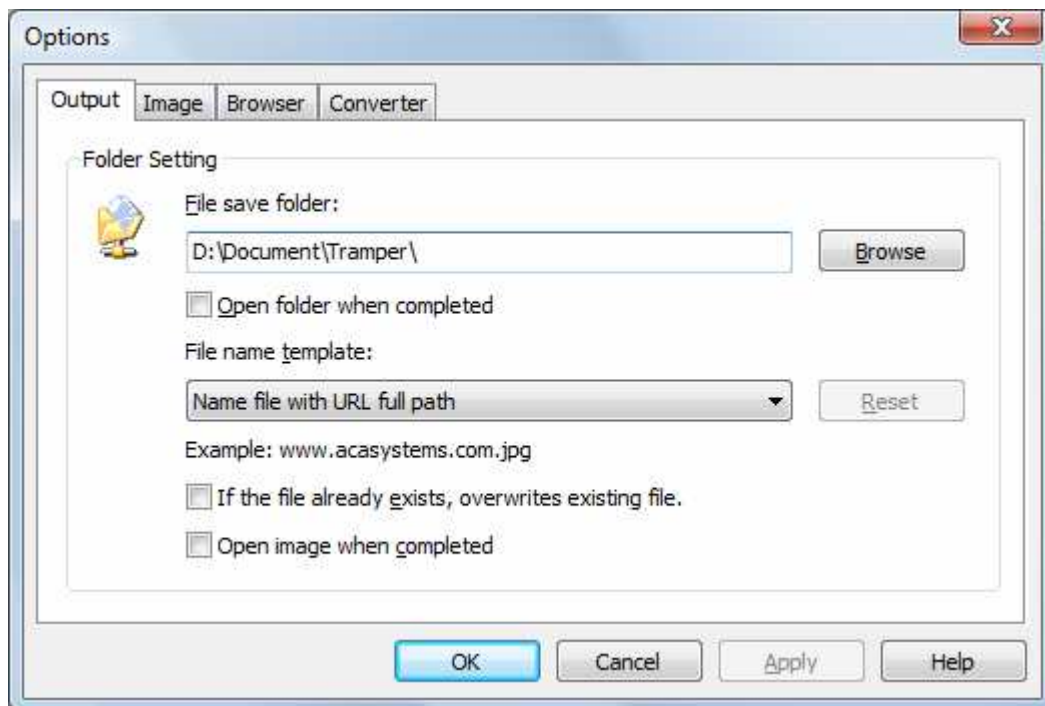 Options
Output Image Browser Converter
Folder Setting
File save folder:
D:\Document\Tramper\ Browse
Open folder when completed
File name template:
Name file with URL full path Reset
Example: www.acasystems.com.jpg
If the file already exists, overwrites existing file.
Open image when completed
OK Cancel Apply Help